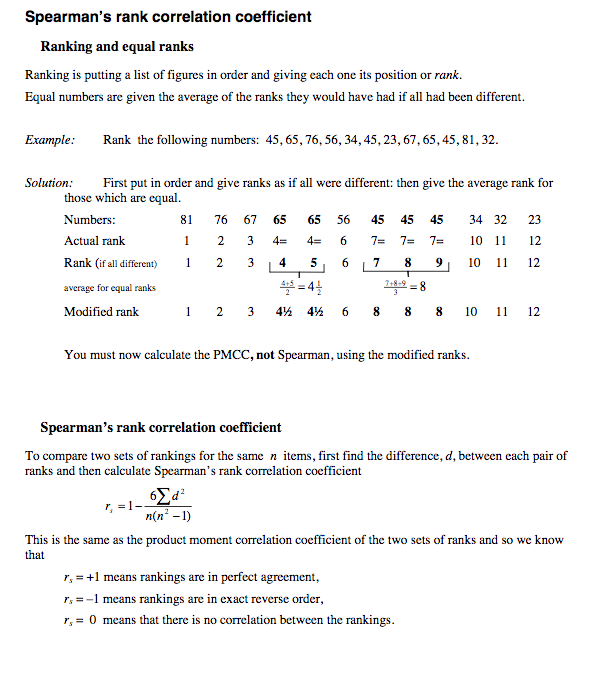 Spearman's rank correlation coefficient
Ranking and equal ranks
Ranking is putting a list of figures in order and giving each one its position or rank.
Equal numbers are given the average of the ranks they would have had if all had been different.
Example: Rank the following numbers: 45, 65, 76, 56, 34, 45, 23, 67, 65, 45, 81, 32.
Solution: First put in order and give ranks as if all were different: then give the average rank for
those which are equal.
Numbers: 81 76 67 65 65 56 45 45 45 34 32 23
Actual rank 1 2 3 4= 4= 6 7= 7= 7= 10 11 12
Rank (if all different) 1 2 3 4 5 6 7 8 9 10 11 12
average for equal ranks (4+5)/2 = 4 1/2 (7+8+9)/3 = 8
Modified rank 1 2 3 4½ 4½ 6 8 8 8 10 11 12
You must now calculate the PMCC, not Spearman, using the modified ranks.
Spearman's rank correlation coefficient
To compare two sets of rankings for the same n items, first find the difference, d, between each pair of
ranks and then calculate Spearman's rank correlation coefficient
rₛ = 1 − 6∑d² / n(n² − 1)
This is the same as the product moment correlation coefficient of the two sets of ranks and so we know
that
rₛ = +1 means rankings are in perfect agreement,
rₛ = −1 means rankings are in exact reverse order,
rₛ = 0 means that there is no correlation between the rankings.